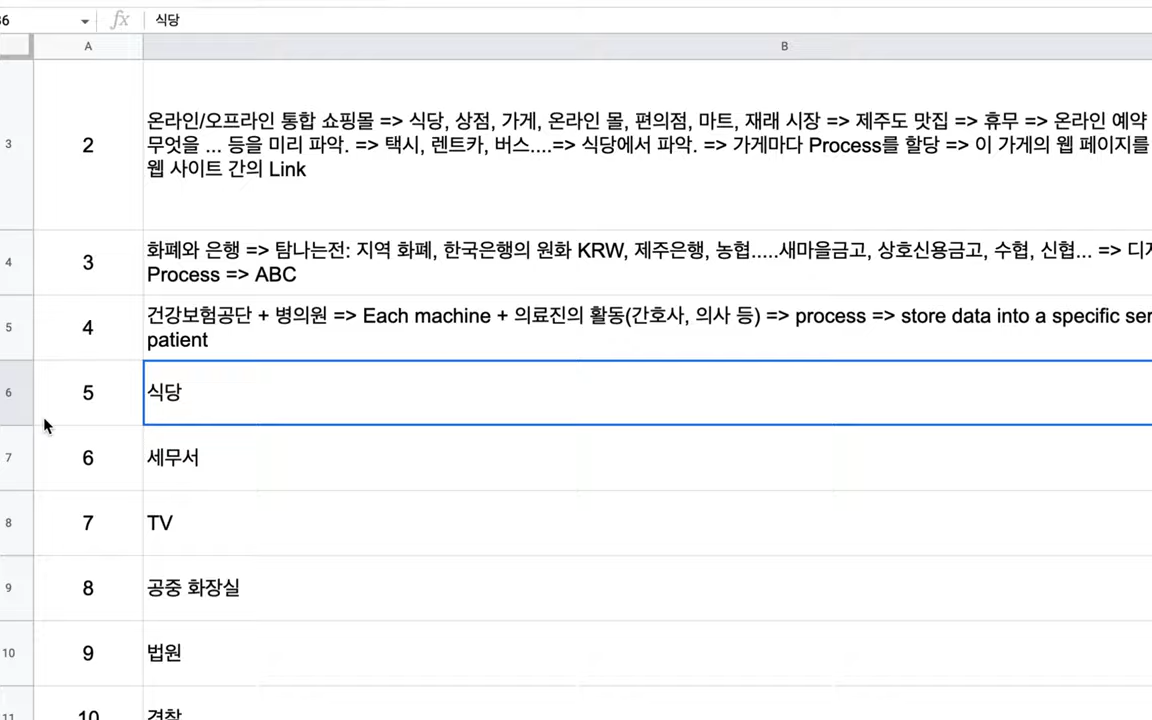 36
fx
식당
A
B
3
2
온라인/오프라인 통합 쇼핑몰 => 식당, 상점, 가게, 온라인 몰, 편의점, 마트, 재래 시장 => 제주도 맛집 => 휴무 => 온라인 예약
무엇을 ... 등을 미리 파악. => 택시, 렌트카, 버스....=> 식당에서 파악. => 가게마다 Process를 할당 => 이 가게의 웹 페이지를
웹 사이트 간의 Link
4
3
화폐와 은행 => 탐나는전: 지역 화폐, 한국은행의 원화 KRW, 제주은행, 농협.....새마을금고, 상호신용금고, 수협, 신협... =>
Process => ABC
5
4
건강보험공단 + 병의원 => Each machine + 의료진의 활동(간호사, 의사 등) => process => store data into a specific
patient
6
5
식당
7
6
세무서
8
7
TV
9
8
공중 화장실
10
9
법원
11
10
경찰